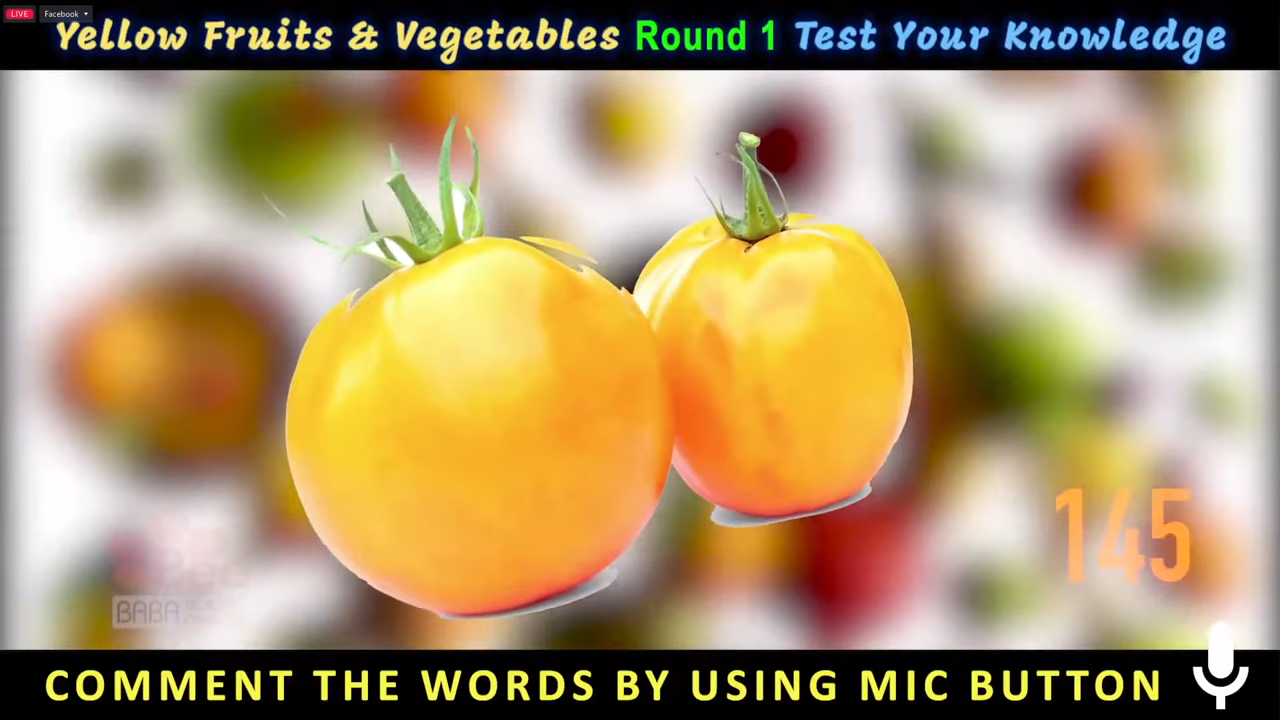 LIVE Facebook
Yellow Fruits & Vegetables Round 1 Test Your Knowledge
145
BABA
COMMENT THE WORDS BY USING MIC BUTTON